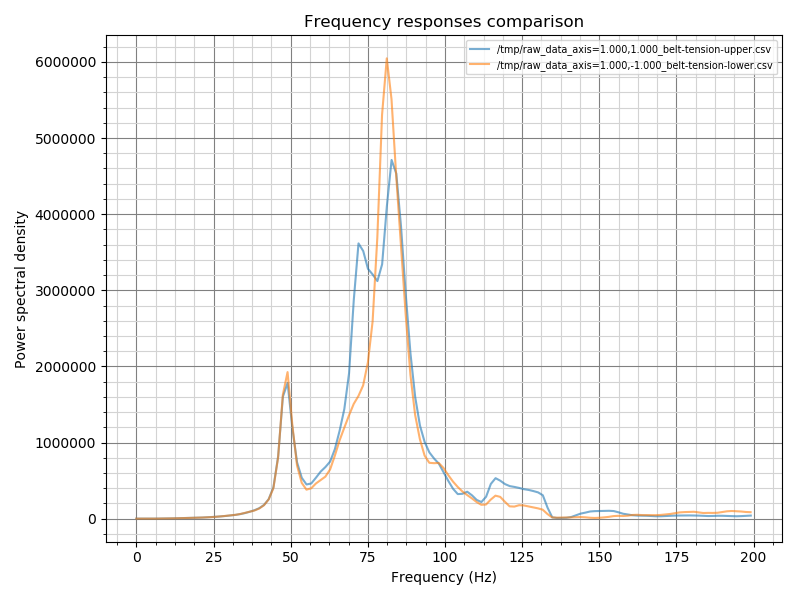 Frequency responses comparison
/tmp/raw_data_axis=1.000,1.000_belt-tension-upper.csv
/tmp/raw_data_axis=1.000,-1.000_belt-tension-lower.csv
6000000
5000000
4000000
3000000
2000000
1000000
0
Power spectral density
0 25 50 75 100 125 150 175 200
Frequency (Hz)